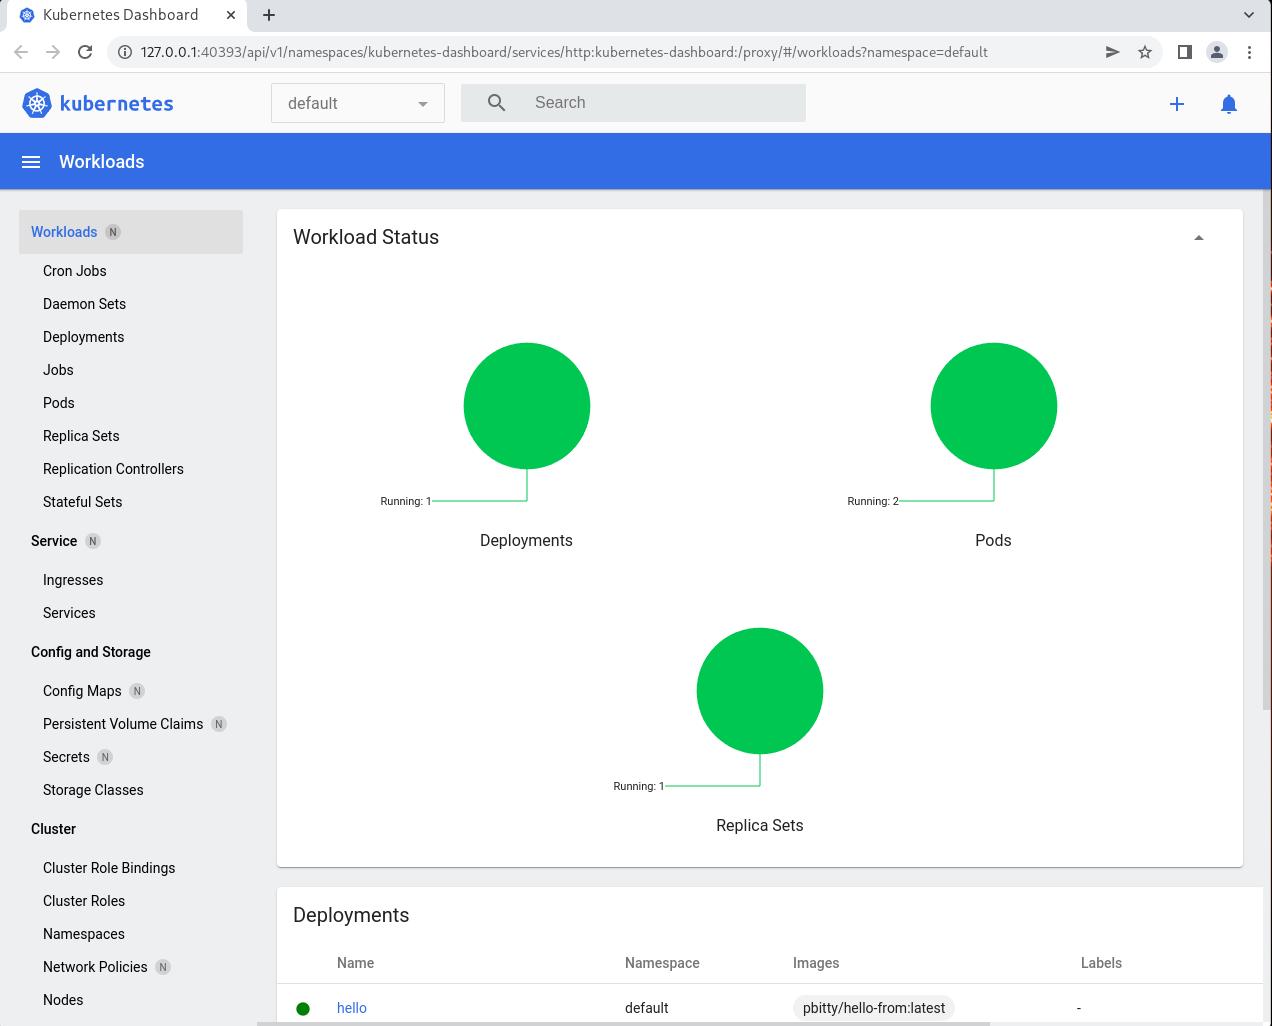 Kubernetes Dashboard
127.0.0.1:40393/api/v1/namespaces/kubernetes-dashboard/services/http:kubernetes-dashboard:/proxy/#/workloads?namespace=default
kubernetes
default
Search
Workloads
Workloads N
Cron Jobs
Daemon Sets
Deployments
Jobs
Pods
Replica Sets
Replication Controllers
Stateful Sets
Service N
Ingresses
Services
Config and Storage
Config Maps N
Persistent Volume Claims N
Secrets N
Storage Classes
Cluster
Cluster Role Bindings
Cluster Roles
Namespaces
Network Policies N
Nodes
Workload Status
Running: 1
Deployments
Running: 2
Pods
Running: 1
Replica Sets
Deployments
Name Namespace Images Labels
hello default pbitty/hello-from:latest -